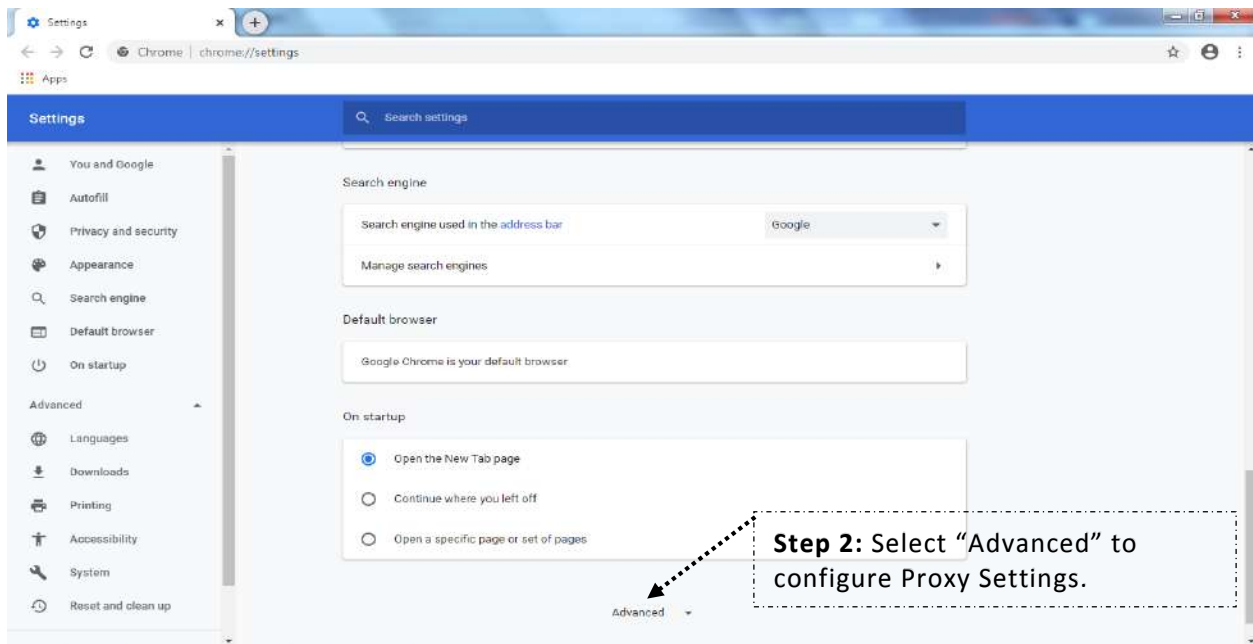 Settings
Chrome | chrome://settings
Apps
Settings
Search settings
You and Google
Autofill
Privacy and security
Appearance
Search engine
Default browser
On startup
Advanced
Languages
Downloads
Printing
Accessibility
System
Reset and clean up
Search engine
Search engine used in the address bar
Google
Manage search engines
Default browser
Google Chrome is your default browser
On startup
Open the New Tab page
Continue where you left off
Open a specific page or set of pages
Advanced
Step 2: Select “Advanced” to
configure Proxy Settings.